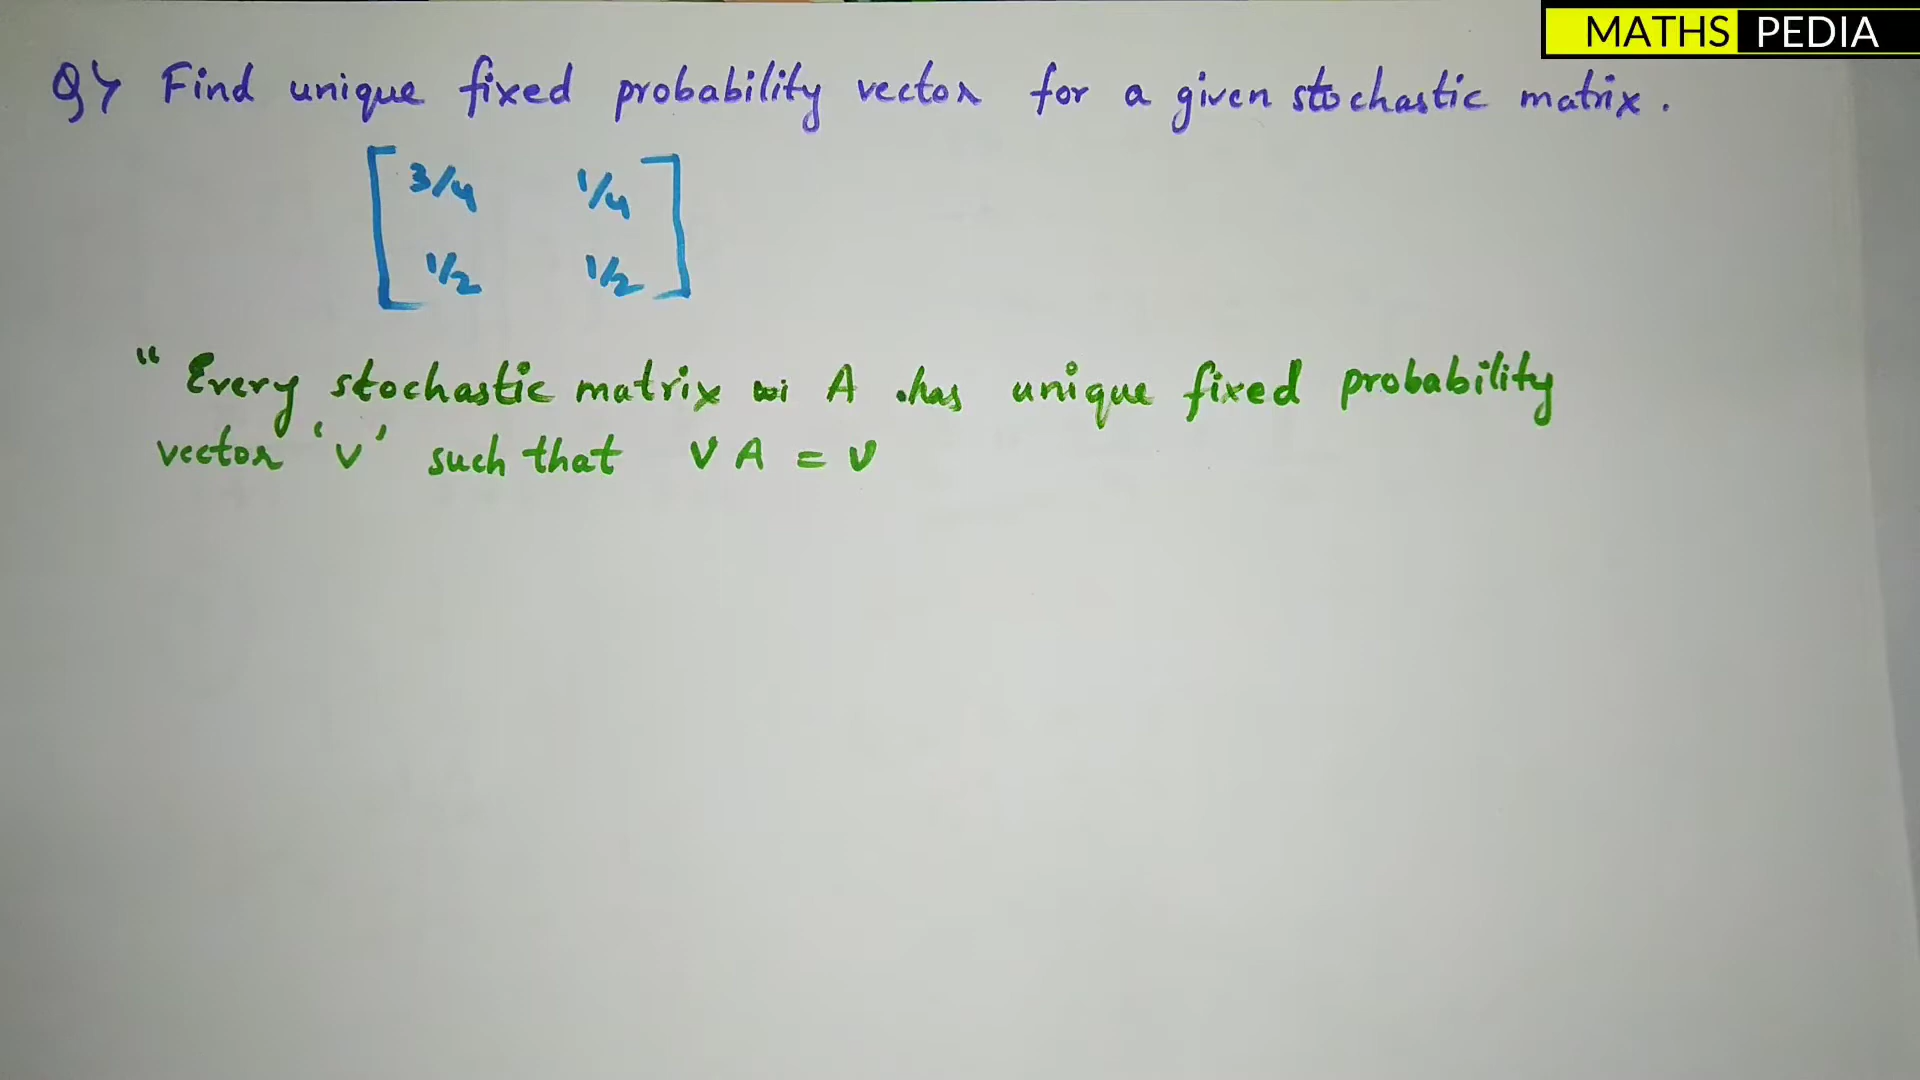 MATHS PEDIA
Q> Find unique fixed probability vector for a given stochastic matrix.
3/4 1/4
1/2 1/2
"Every stochastic matrix wi A has unique fixed probability
vector 'v' such that v A = v